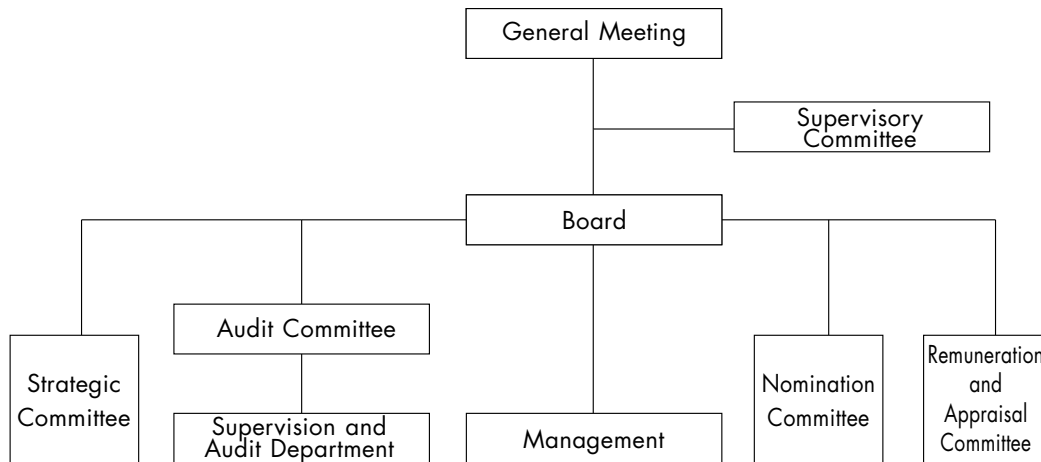 General Meeting
Supervisory
Committee
Board
Audit Committee
Strategic
Committee
Supervision and
Audit Department
Management
Nomination
Committee
Remuneration
and
Appraisal
Committee